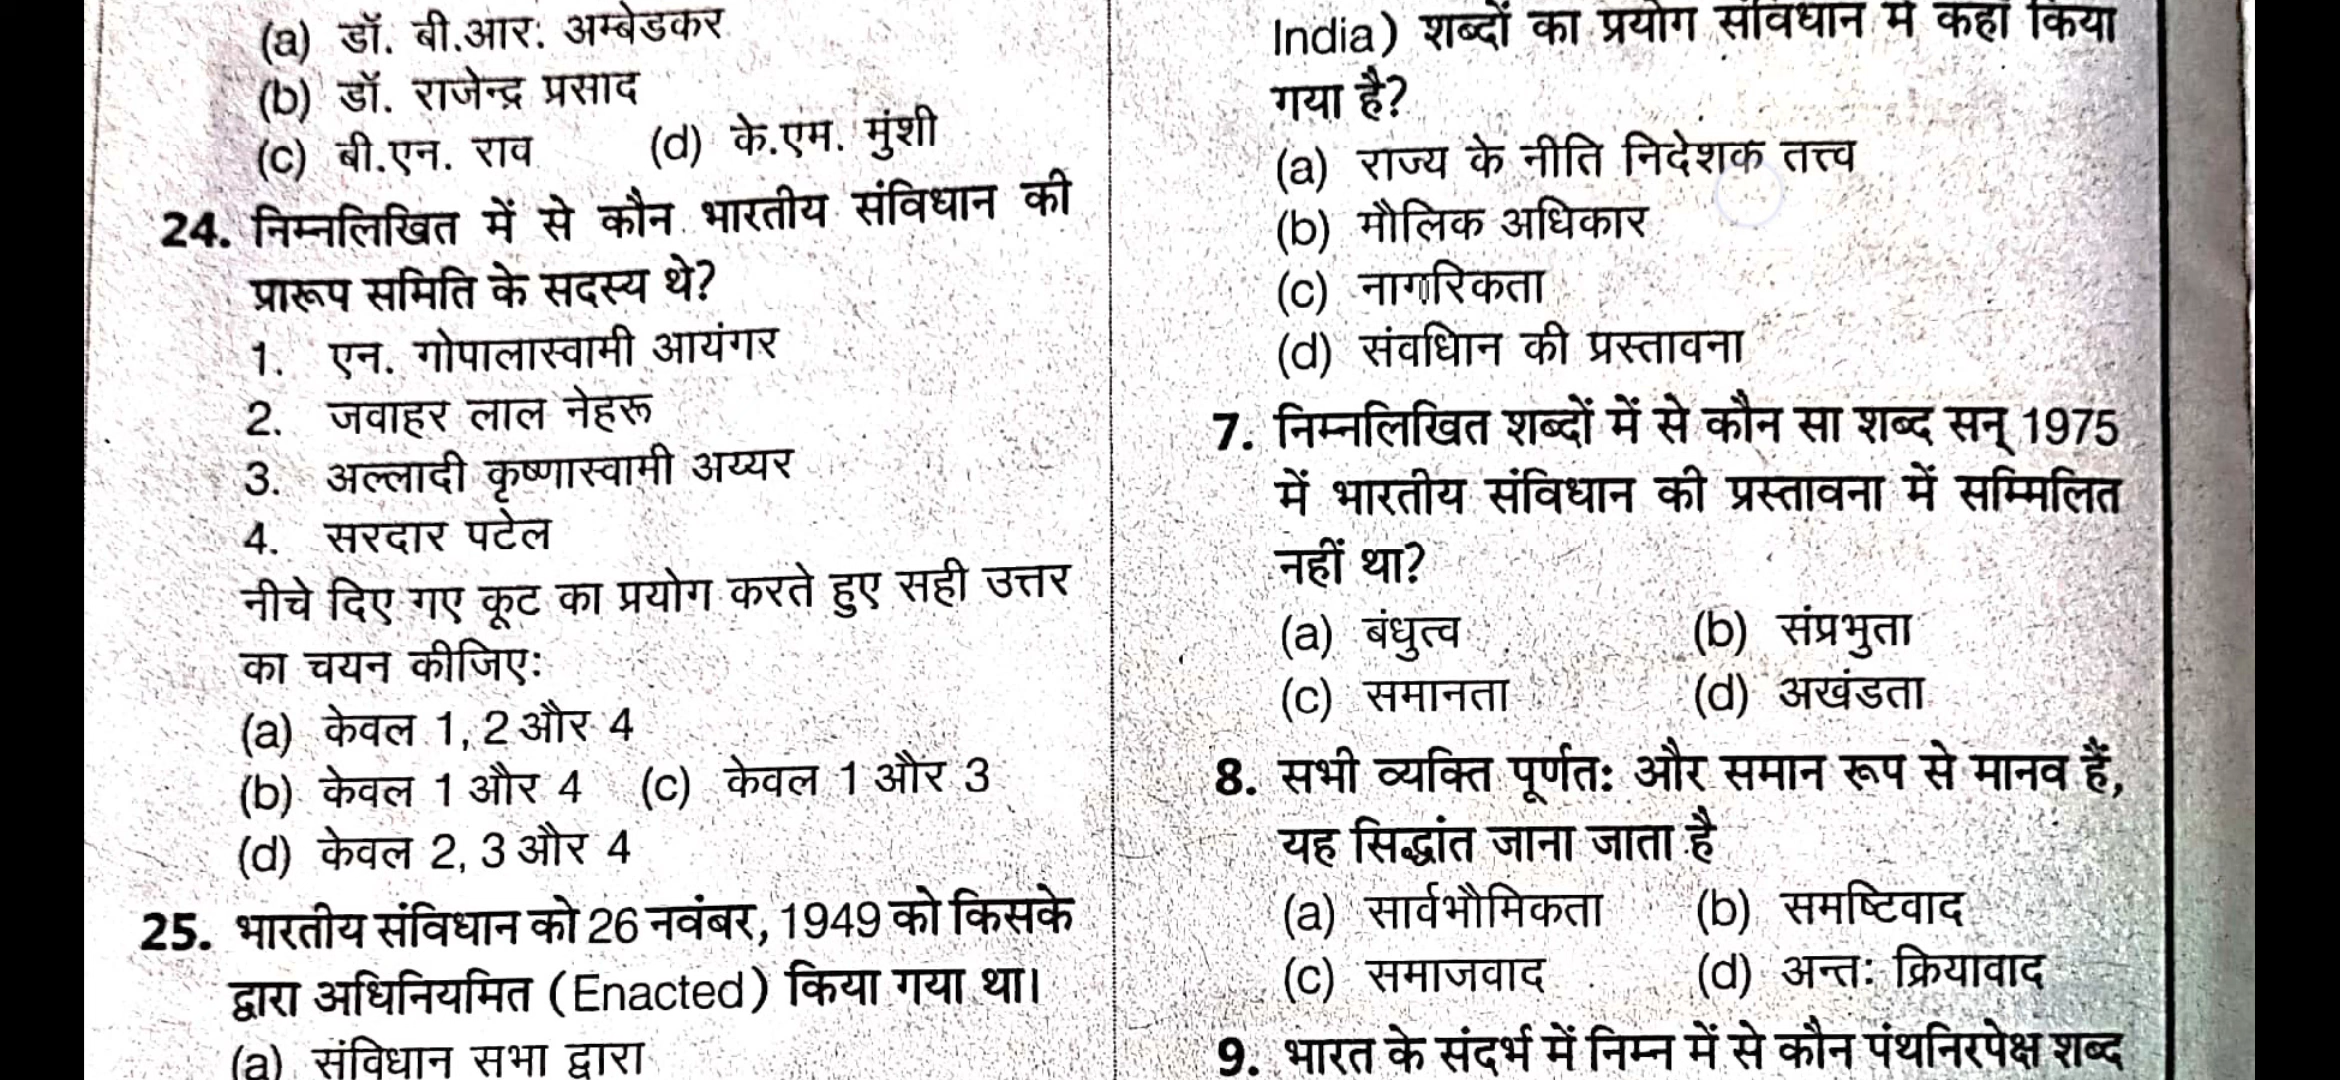 (a) डॉ. बी.आर. अम्बेडकर
(b) डॉ. राजेन्द्र प्रसाद
(c) बी.एन. राव (d) के.एम. मुंशी
24. निम्नलिखित में से कौन भारतीय संविधान की
प्रारूप समिति के सदस्य थे?
1. एन. गोपालास्वामी आयंगर
2. जवाहर लाल नेहरू
3. अल्लादी कृष्णास्वामी अय्यर
4. सरदार पटेल
नीचे दिए गए कूट का प्रयोग करते हुए सही उत्तर
का चयन कीजिए:
(a) केवल 1, 2 और 4
(b) केवल 1 और 4 (c) केवल 1 और 3
(d) केवल 2, 3 और 4
25. भारतीय संविधान को 26 नवंबर, 1949 को किसके
द्वारा अधिनियमित (Enacted) किया गया था।
(a) संविधान सभा द्वारा
India) शब्दों का प्रयोग संविधान में कहां किया
गया है?
(a) राज्य के नीति निदेशक तत्त्व
(b) मौलिक अधिकार
(c) नागरिकता
(d) संवधिान की प्रस्तावना
7. निम्नलिखित शब्दों में से कौन सा शब्द सन् 1975
में भारतीय संविधान की प्रस्तावना में सम्मिलित
नहीं था?
(a) बंधुत्व (b) संप्रभुता
(c) समानता (d) अखंडता
8. सभी व्यक्ति पूर्णतः और समान रूप से मानव हैं,
यह सिद्धांत जाना जाता है
(a) सार्वभौमिकता (b) समष्टिवाद
(c) समाजवाद (d) अन्तः क्रियावाद
9. भारत के संदर्भ में निम्न में से कौन पंथनिरपेक्ष शब्द